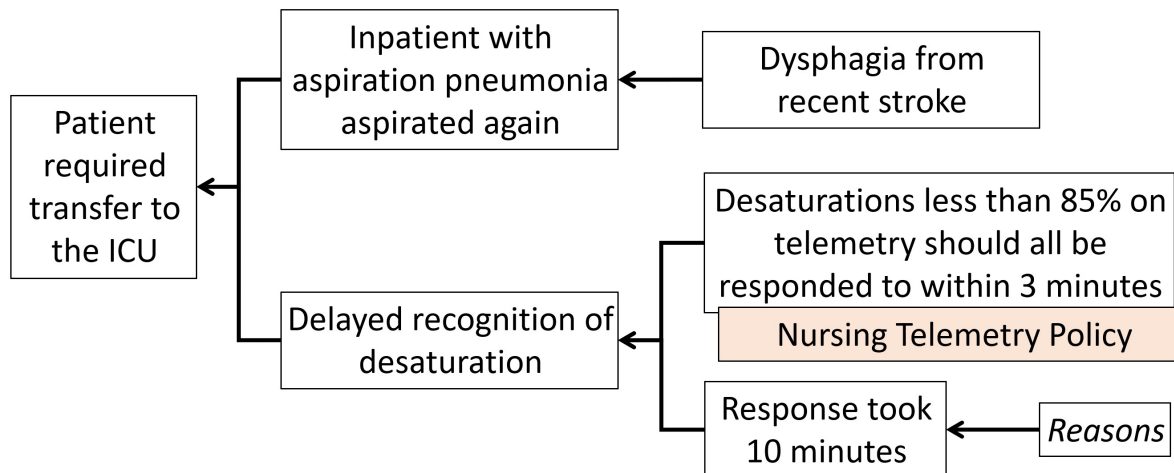 Patient
required
transfer to
the ICU
Inpatient with
aspiration pneumonia
aspirated again
Dysphagia from
recent stroke
Delayed recognition of
desaturation
Desaturations less than 85% on
telemetry should all be
responded to within 3 minutes
Nursing Telemetry Policy
Response took
10 minutes
Reasons